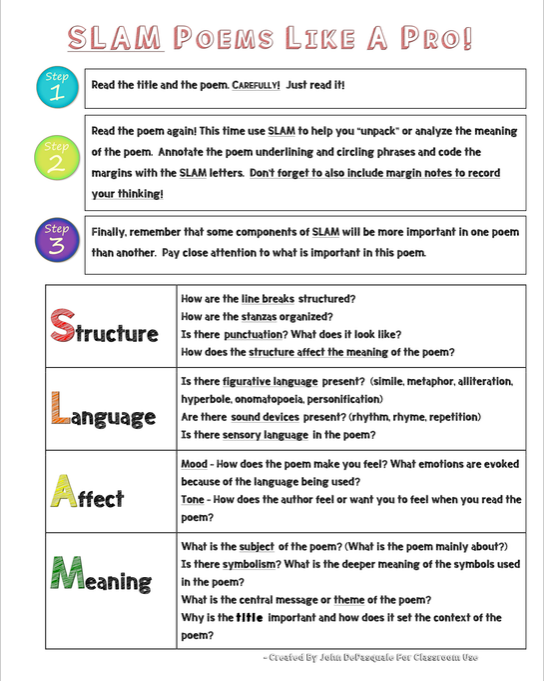 SLAM Poems Like A Pro!
Step
1
Read the title and the poem. CAREFULLY! Just read it!
Step
2
Read the poem again! This time use SLAM to help you "unpack" or analyze the meaning
of the poem. Annotate the poem underlining and circling phrases and code the
margins with the SLAM letters. Don't forget to also include margin notes to record
your thinking!
Step
3
Finally, remember that some components of SLAM will be more important in one poem
than another. Pay close attention to what is important in this poem.
Structure
How are the line breaks structured?
How are the stanzas organized?
Is there punctuation? What does it look like?
How does the structure affect the meaning of the poem?
Language
Is there figurative language present? (simile, metaphor, alliteration,
hyperbole, onomatopoeia, personification)
Are there sound devices present? (rhythm, rhyme, repetition)
Is there sensory language in the poem?
Affect
Mood - How does the poem make you feel? What emotions are evoked
because of the language being used?
Tone - How does the author feel or want you to feel when you read the
poem?
Meaning
What is the subject of the poem? (What is the poem mainly about?)
Is there symbolism? What is the deeper meaning of the symbols used
in the poem?
What is the central message or theme of the poem?
Why is the title important and how does it set the context of the
poem?
- Created By John DePasquale For Classroom Use